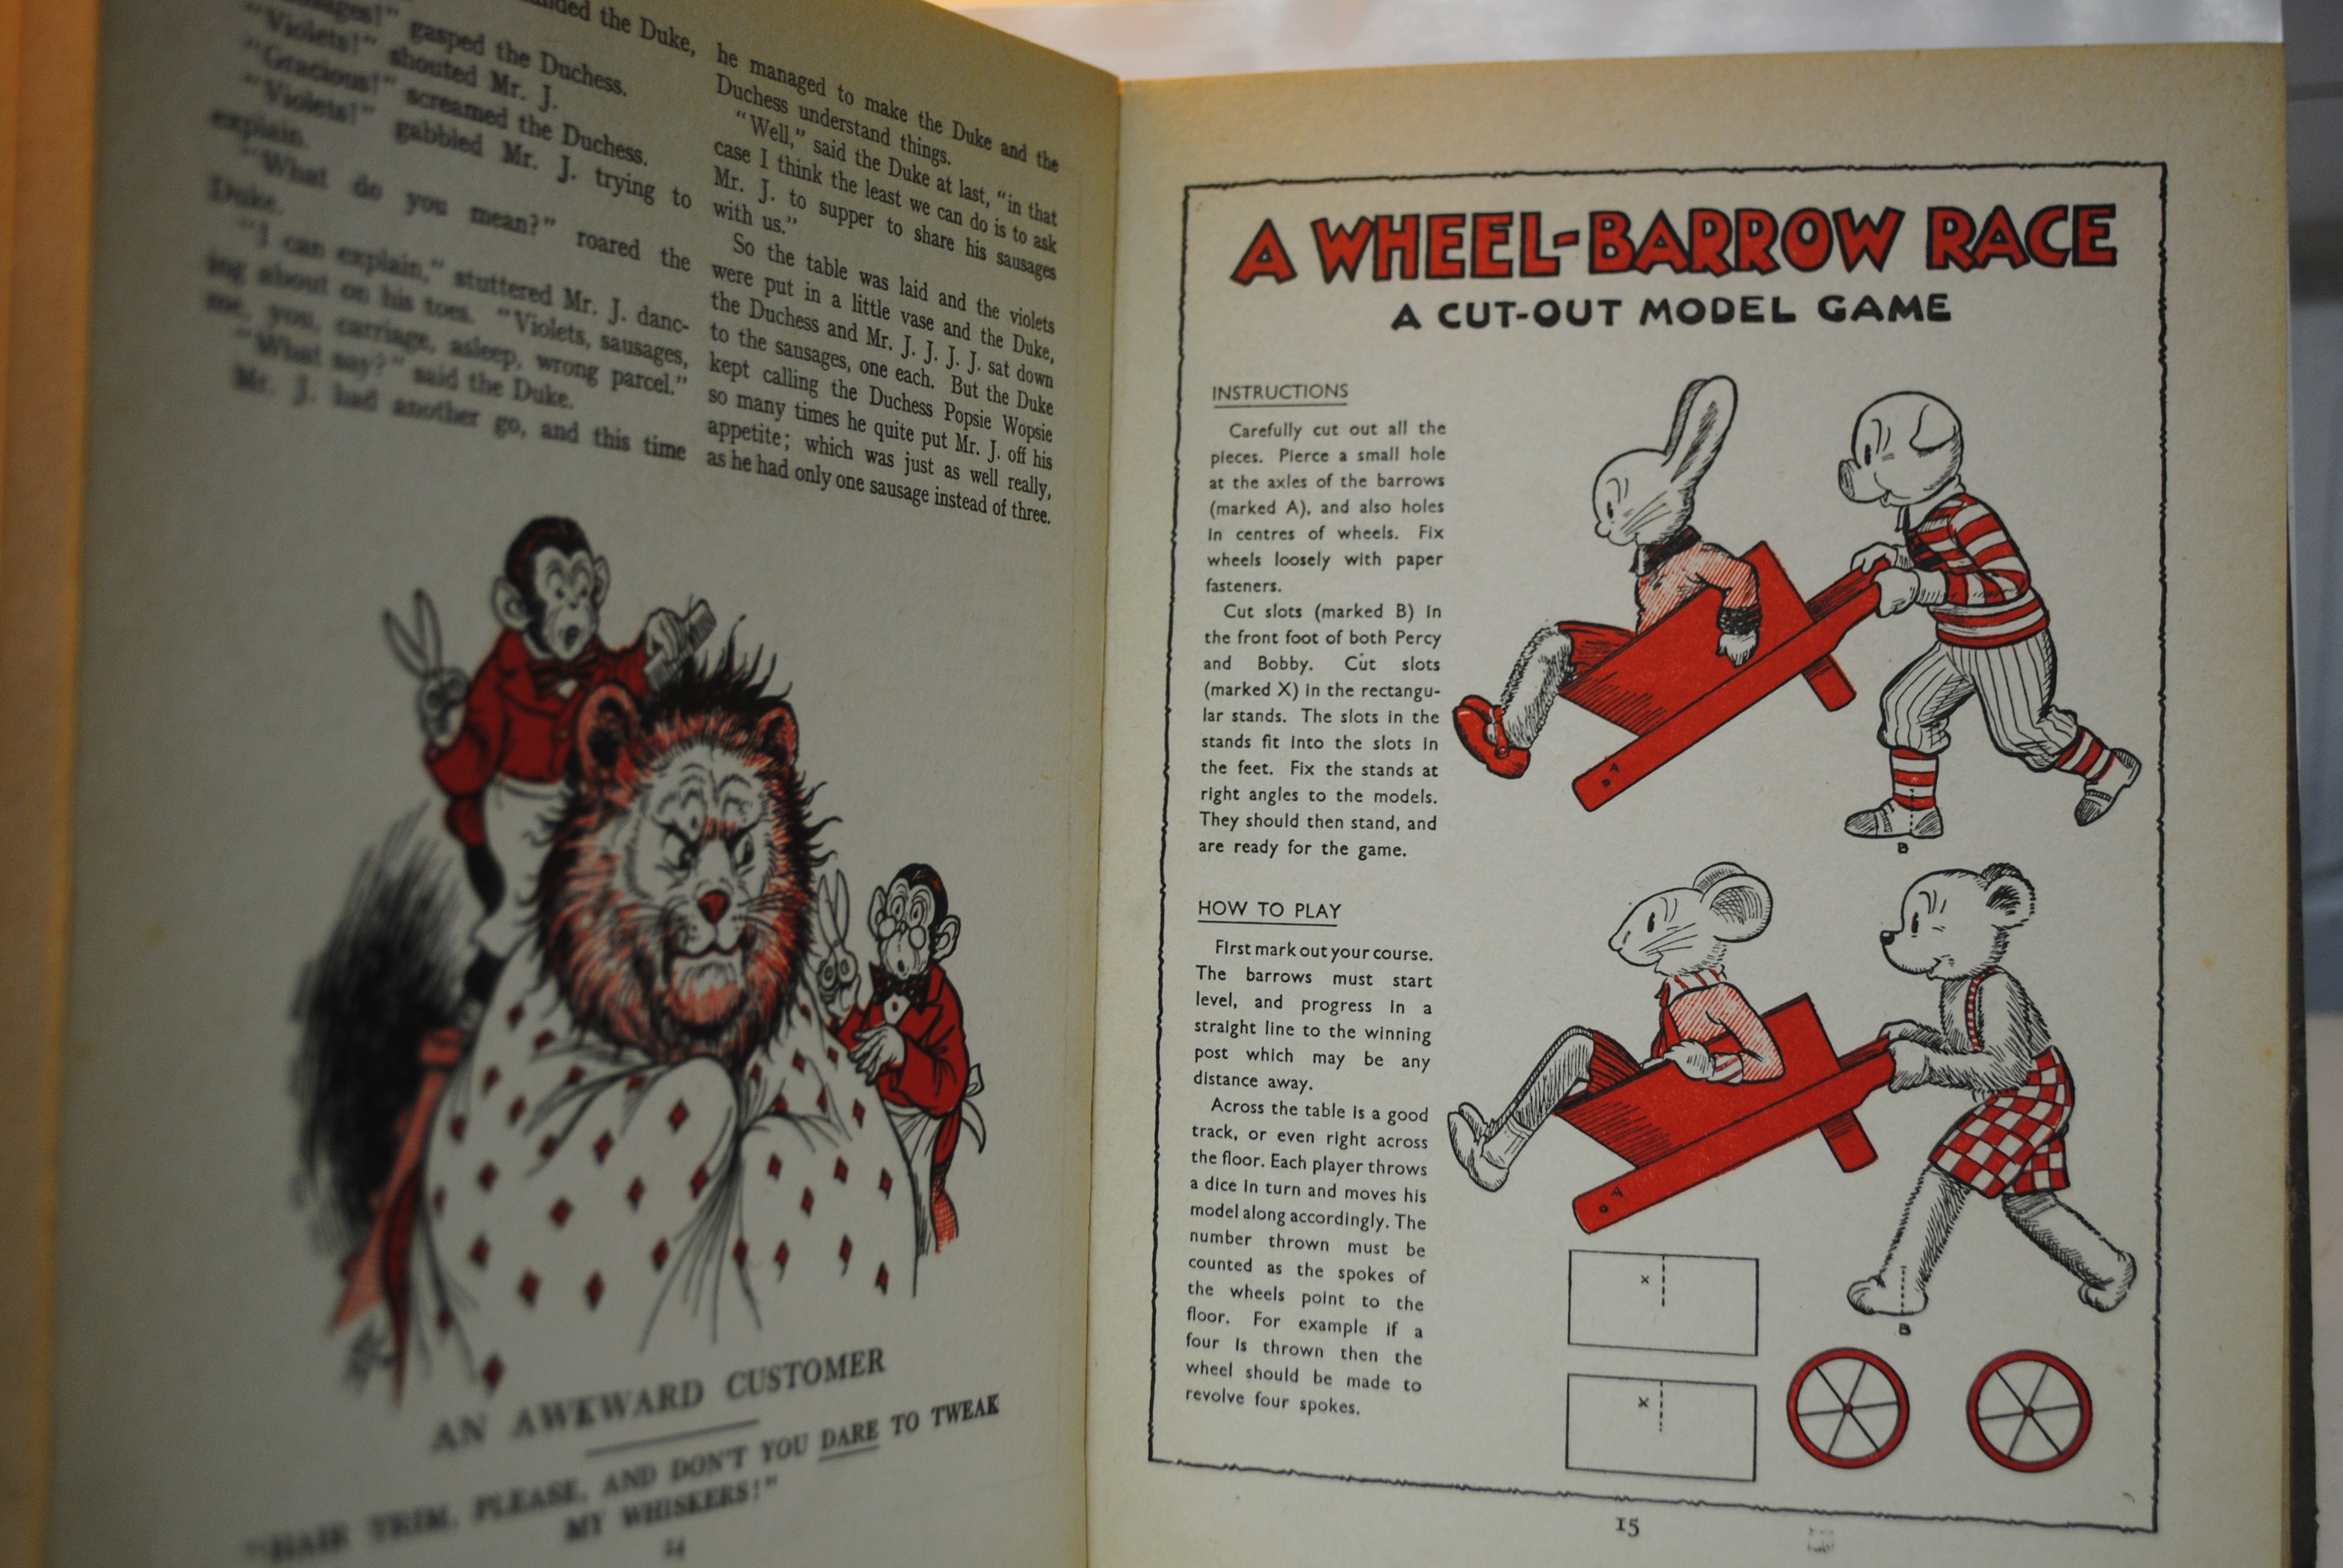 nded the Duke,
gasped the Duchess.
"Violets!" shouted Mr. J.
"Gracious!" screamed the Duchess.
"Violets!" gabbled Mr. J. trying to
explain.
"What do you mean?" roared the
Duke.
"I can explain," stuttered Mr. J. danc-
ing about on his toes. "Violets, sausages,
me, you, carriage, asleep, wrong parcel."
"What say?" said the Duke.
Mr. J. had another go, and this time
he managed to make the Duke and the
Duchess understand things.
"Well," said the Duke at last, "in that
case I think the least we can do is to ask
Mr. J. to supper to share his sausages
with us."
So the table was laid and the violets
were put in a little vase and the Duke,
the Duchess and Mr. J. J. J. J. sat down
to the sausages, one each. But the Duke
kept calling the Duchess Popsie Wopsie
so many times he quite put Mr. J. off his
appetite; which was just as well really,
as he had only one sausage instead of three.
AN AWKWARD CUSTOMER
"HAIR TRIM, PLEASE, AND DON'T YOU DARE TO TWEAK
MY WHISKERS!"
14
A WHEEL-BARROW RACE
A CUT-OUT MODEL GAME
INSTRUCTIONS
Carefully cut out all the
pieces. Pierce a small hole
at the axles of the barrows
(marked A), and also holes
in centres of wheels. Fix
wheels loosely with paper
fasteners.
Cut slots (marked B) in
the front foot of both Percy
and Bobby. Cut slots
(marked X) in the rectangu-
lar stands. The slots in the
stands fit into the slots in
the feet. Fix the stands at
right angles to the models.
They should then stand, and
are ready for the game.
HOW TO PLAY
First mark out your course.
The barrows must start
level, and progress in a
straight line to the winning
post which may be any
distance away.
Across the table is a good
track, or even right across
the floor. Each player throws
a dice in turn and moves his
model along accordingly. The
number thrown must be
counted as the spokes of
the wheels point to the
floor. For example if a
four is thrown then the
wheel should be made to
revolve four spokes.
A
B
A
B
X
X
15